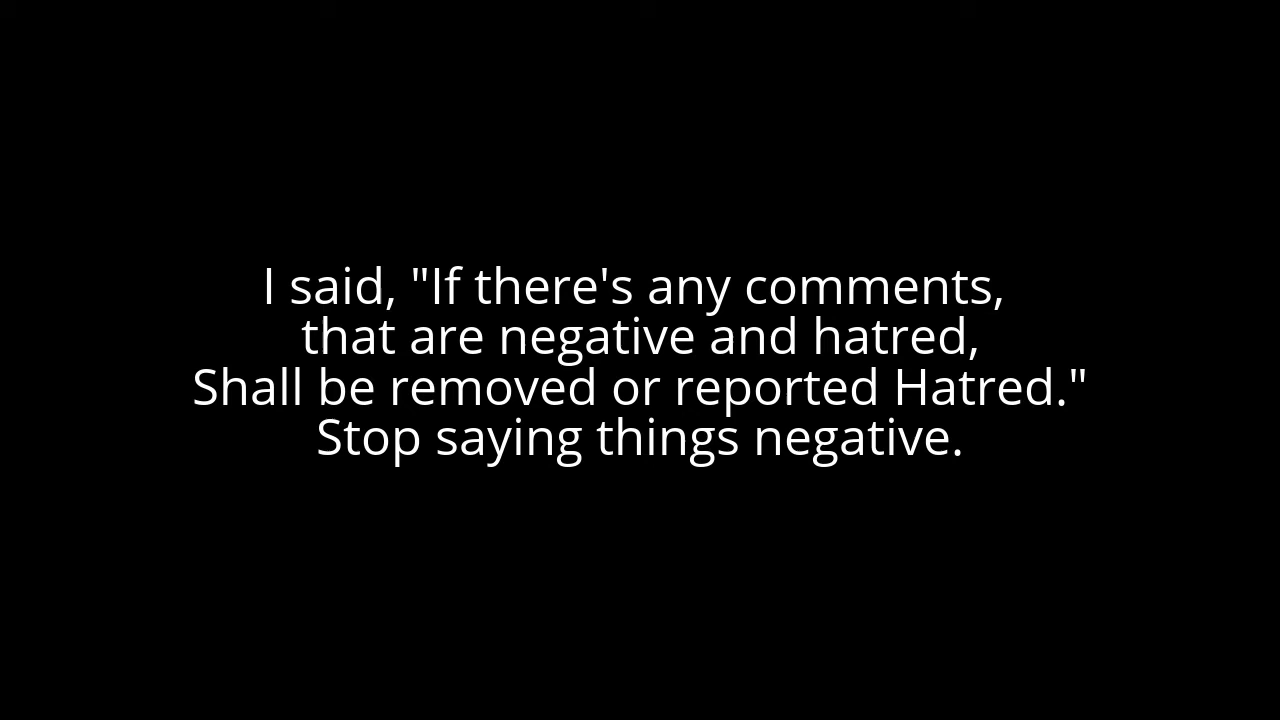 I said, "If there's any comments,
that are negative and hatred,
Shall be removed or reported Hatred."
Stop saying things negative.